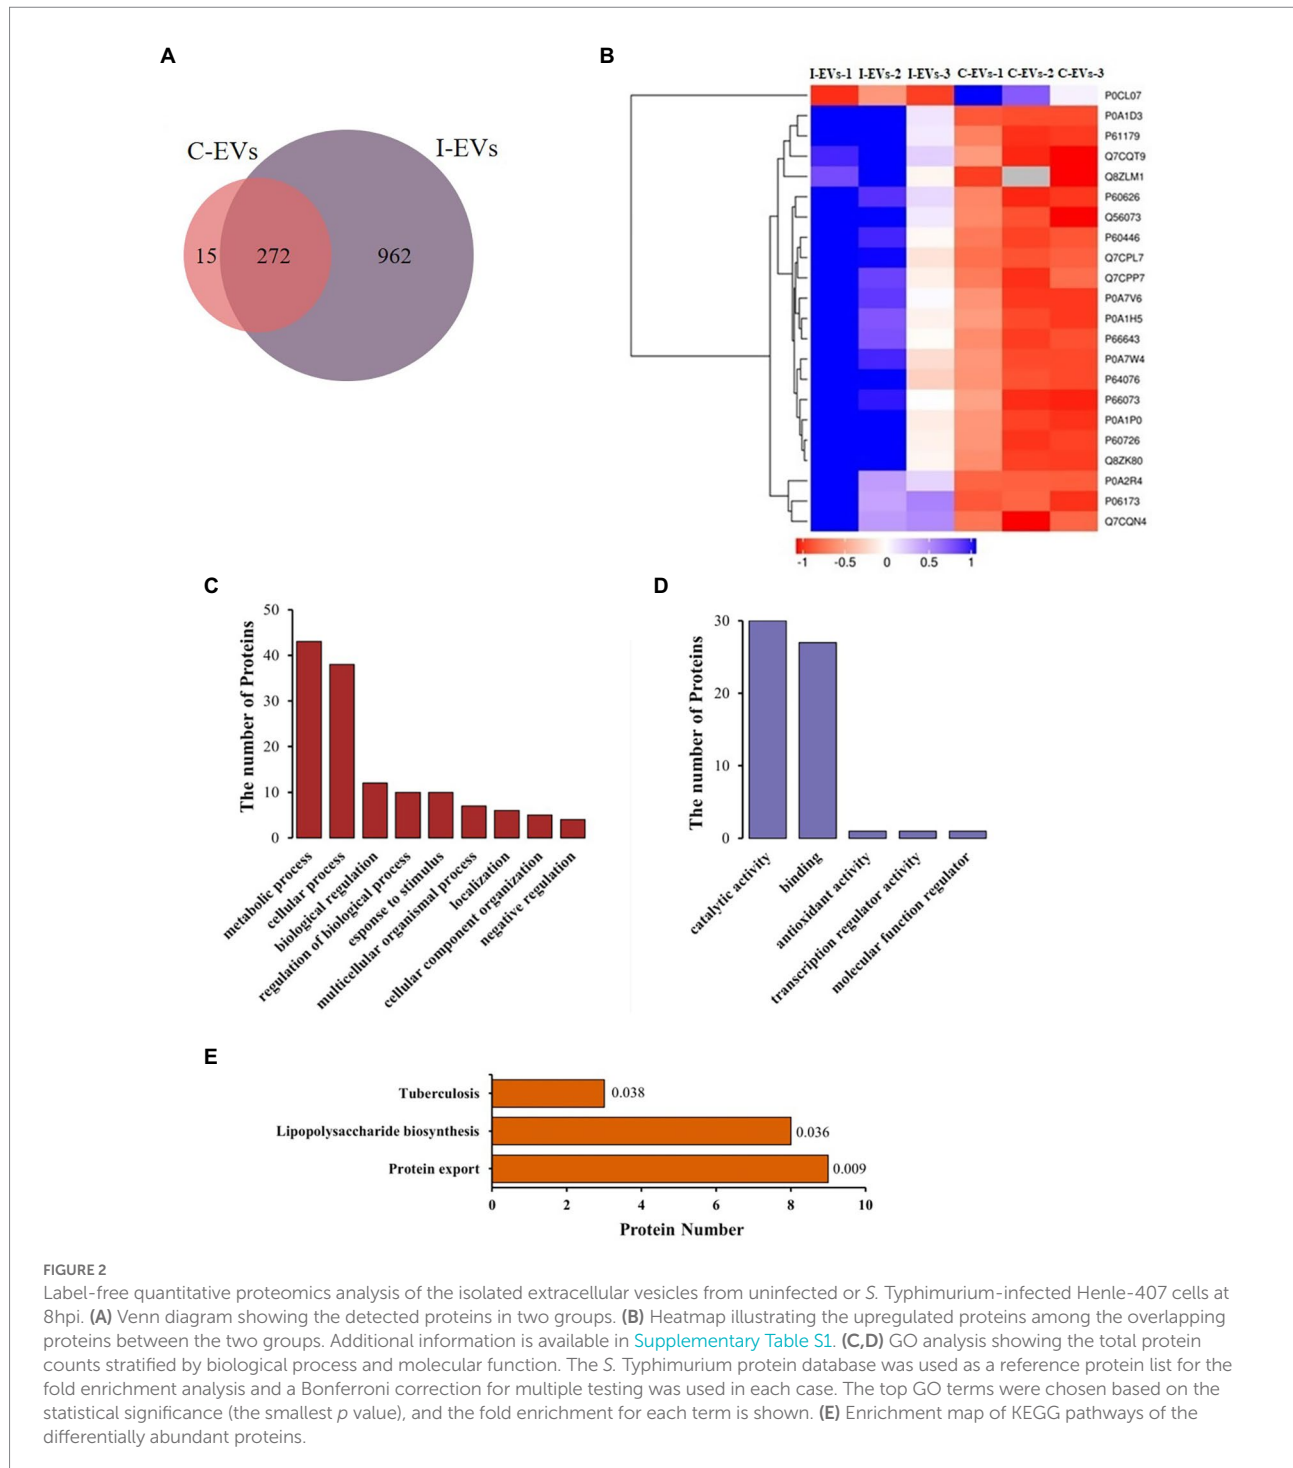 A
C-EVs
I-EVs
15
272
962
B
I-EVs-1 I-EVs-2 I-EVs-3 C-EVs-1 C-EVs-2 C-EVs-3
P0CL07
P0A1D3
P61179
Q7CQT9
Q8ZLM1
P60626
Q56073
P60446
Q7CPL7
Q7CPP7
P0A7V6
P0A1H5
P66643
P0A7W4
P64076
P66073
P0A1P0
P60726
Q8ZK80
P0A2R4
P06173
Q7CQN4
-1 -0.5 0 0.5 1
C
The number of Proteins
50
40
30
20
10
0
metabolic process
cellular process
biological regulation
regulation of biological process
esponse to stimulus
multicellular organismal process
localization
cellular component organization
negative regulation
D
The number of Proteins
30
20
10
0
catalytic activity
binding
antioxidant activity
transcription regulator activity
molecular function regulator
E
Tuberculosis 0.038
Lipopolysaccharide biosynthesis 0.036
Protein export 0.009
0 2 4 6 8 10
Protein Number
FIGURE 2
Label-free quantitative proteomics analysis of the isolated extracellular vesicles from uninfected or S. Typhimurium-infected Henle-407 cells at
8hpi. (A) Venn diagram showing the detected proteins in two groups. (B) Heatmap illustrating the upregulated proteins among the overlapping
proteins between the two groups. Additional information is available in Supplementary Table S1. (C,D) GO analysis showing the total protein
counts stratified by biological process and molecular function. The S. Typhimurium protein database was used as a reference protein list for the
fold enrichment analysis and a Bonferroni correction for multiple testing was used in each case. The top GO terms were chosen based on the
statistical significance (the smallest p value), and the fold enrichment for each term is shown. (E) Enrichment map of KEGG pathways of the
differentially abundant proteins.